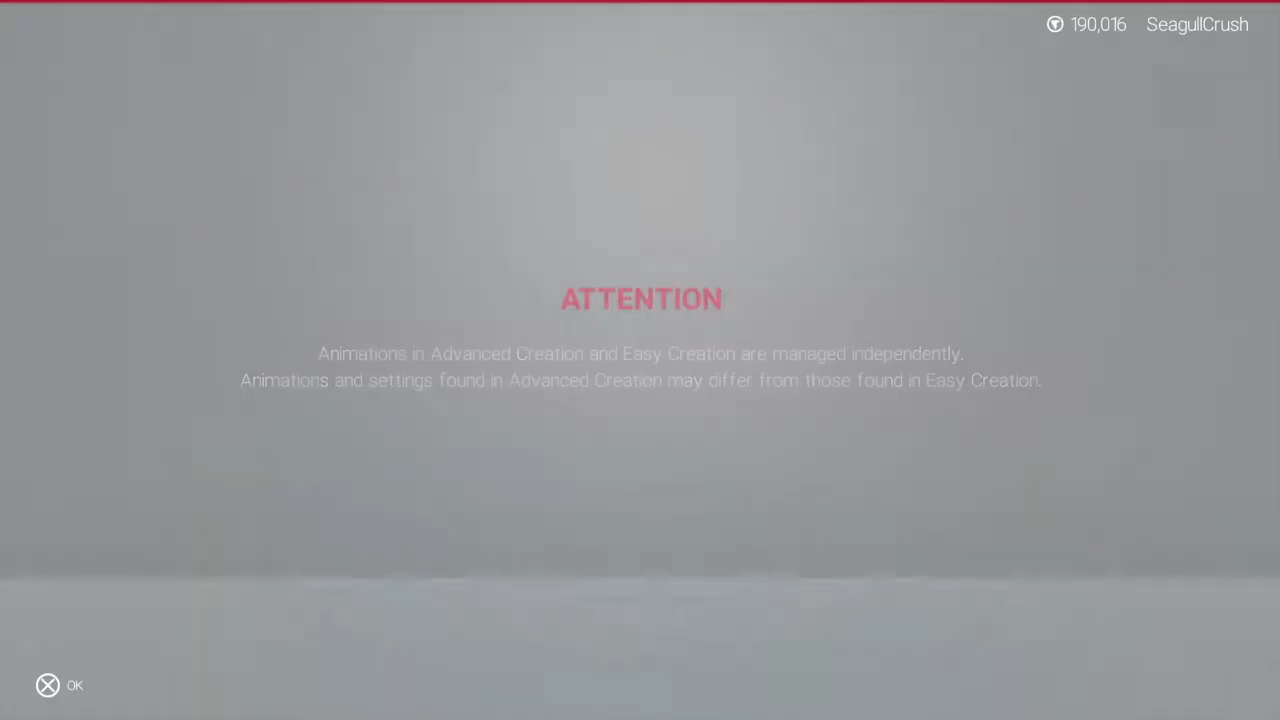 190,016 SeagullCrush
ATTENTION
Animations in Advanced Creation and Easy Creation are managed independently.
Animations and settings found in Advanced Creation may differ from those found in Easy Creation.
OK